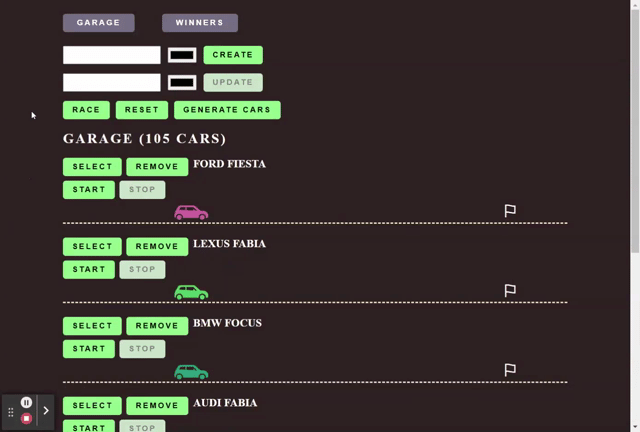 GARAGE WINNERS
CREATE
UPDATE
RACE RESET GENERATE CARS
GARAGE (105 CARS)
SELECT REMOVE FORD FIESTA
START STOP
SELECT REMOVE LEXUS FABIA
START STOP
SELECT REMOVE BMW FOCUS
START STOP
SELECT REMOVE AUDI FABIA
START STOP